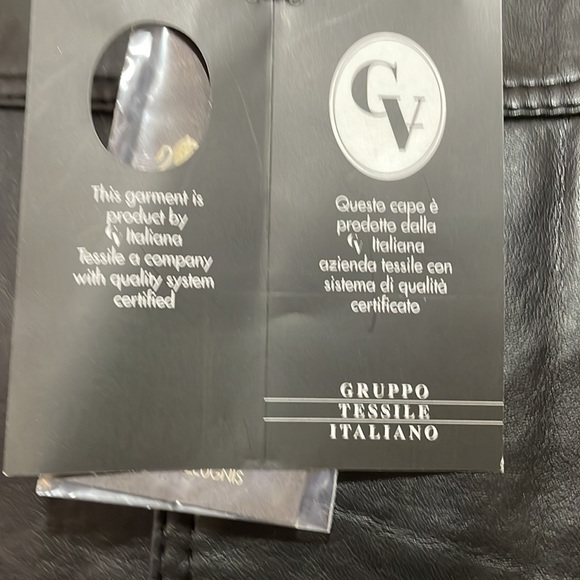 This garment is
product by
GV Italiana
Tessile a company
with quality system
certified
GV
Questo capo è
prodotto dalla
GV Italiana
azienda tessile con
sistema di qualità
certificato
GRUPPO
TESSILE
ITALIANO